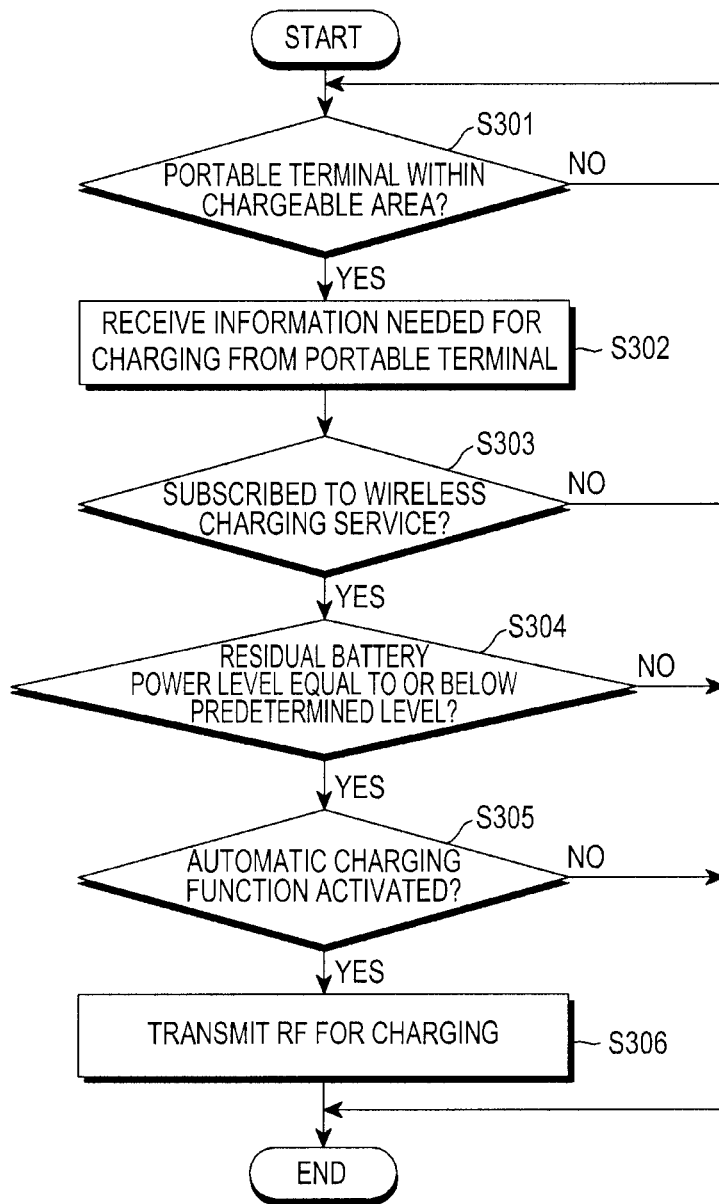 START
S301
PORTABLE TERMINAL WITHIN
CHARGEABLE AREA?
NO
YES
RECEIVE INFORMATION NEEDED FOR
CHARGING FROM PORTABLE TERMINAL
S302
S303
SUBSCRIBED TO WIRELESS
CHARGING SERVICE?
NO
YES
S304
RESIDUAL BATTERY
POWER LEVEL EQUAL TO OR BELOW
PREDETERMINED LEVEL?
NO
YES
S305
AUTOMATIC CHARGING
FUNCTION ACTIVATED?
NO
YES
TRANSMIT RF FOR CHARGING
S306
END